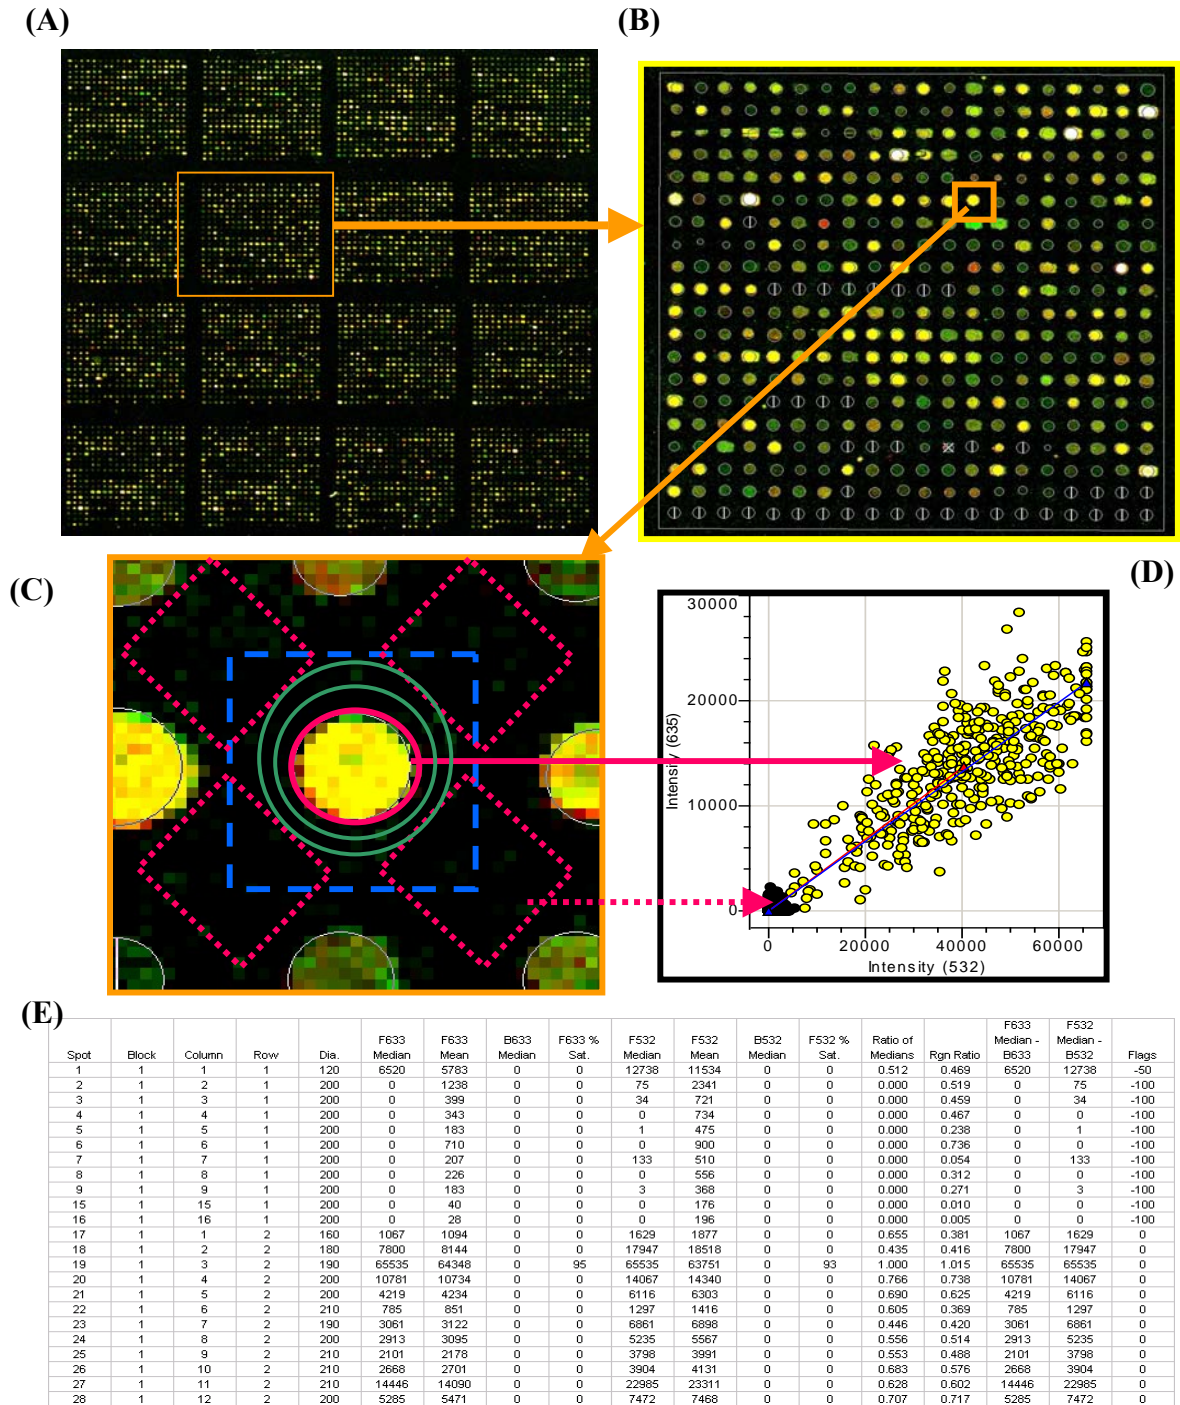 (A)
(B)
(C)
(D)
30000
20000
10000
0
Intensity (635)
0 20000 40000 60000
Intensity (532)
(E)
Spot Block Column Row Dia. F633 Median F633 Mean B633 Median F633 % Sat. F532 Median F532 Mean B532 Median F532 % Sat. Ratio of Medians Rgn Ratio F633 Median - B633 F532 Median - B532 Flags
1 1 1 1 120 6520 5783 0 0 12738 11534 0 0 0.512 0.469 6520 12738 -50
2 1 2 1 200 0 1238 0 0 75 2341 0 0 0.000 0.519 0 75 -100
3 1 3 1 200 0 399 0 0 34 721 0 0 0.000 0.459 0 34 -100
4 1 4 1 200 0 343 0 0 0 734 0 0 0.000 0.467 0 0 -100
5 1 5 1 200 0 183 0 0 1 475 0 0 0.000 0.238 0 1 -100
6 1 6 1 200 0 710 0 0 0 900 0 0 0.000 0.736 0 0 -100
7 1 7 1 200 0 207 0 0 133 510 0 0 0.000 0.054 0 133 -100
8 1 8 1 200 0 226 0 0 0 556 0 0 0.000 0.312 0 0 -100
9 1 9 1 200 0 183 0 0 3 368 0 0 0.000 0.271 0 3 -100
15 1 15 1 200 0 40 0 0 0 176 0 0 0.000 0.010 0 0 -100
16 1 16 1 200 0 28 0 0 0 196 0 0 0.000 0.005 0 0 -100
17 1 1 2 160 1067 1094 0 0 1629 1877 0 0 0.655 0.381 1067 1629 0
18 1 2 2 180 7800 8144 0 0 17947 18518 0 0 0.435 0.416 7800 17947 0
19 1 3 2 190 65535 64348 0 95 65535 63751 0 93 1.000 1.015 65535 65535 0
20 1 4 2 200 10781 10734 0 0 14067 14340 0 0 0.766 0.738 10781 14067 0
21 1 5 2 200 4219 4234 0 0 6116 6303 0 0 0.690 0.625 4219 6116 0
22 1 6 2 210 785 851 0 0 1297 1416 0 0 0.605 0.369 785 1297 0
23 1 7 2 190 3061 3122 0 0 6861 6898 0 0 0.446 0.420 3061 6861 0
24 1 8 2 200 2913 3095 0 0 5235 5567 0 0 0.556 0.514 2913 5235 0
25 1 9 2 210 2101 2178 0 0 3798 3991 0 0 0.553 0.488 2101 3798 0
26 1 10 2 210 2668 2701 0 0 3904 4131 0 0 0.683 0.576 2668 3904 0
27 1 11 2 210 14446 14090 0 0 22985 23311 0 0 0.628 0.602 14446 22985 0
28 1 12 2 200 5285 5471 0 0 7472 7468 0 0 0.707 0.717 5285 7472 0